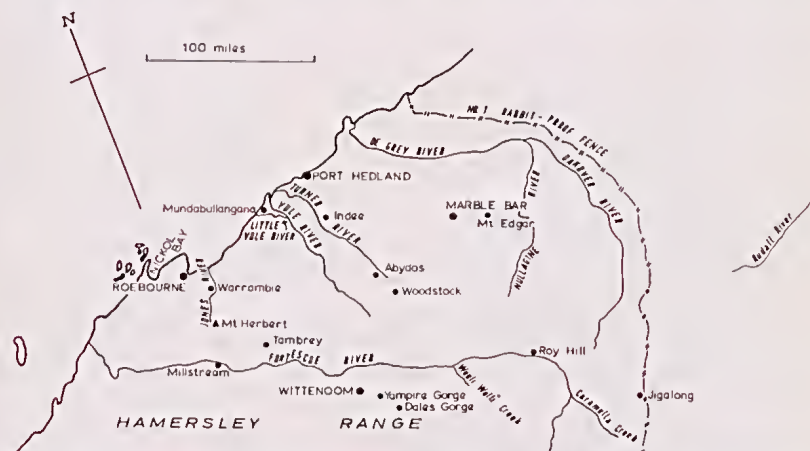 N
100 miles
No. 1 RABBIT-PROOF FENCE
DE GREY RIVER
OAKOVER RIVER
PORT HEDLAND
TURNER RIVER
Mundabullangana
YULE RIVER
Indee
MARBLE BAR
Mt Edgar
RIVER
NULLAGINE
LITTLE
YULE RIVER
Rudall River
NICKOL BAY
Abydos
Woodstock
ROEBOURNE
JONES RIVER
Warrambie
Mt Herbert
Tambrey
FORTESCUE RIVER
Roy Hill
Millstream
WITTENOOM
Yampire Gorge
Dales Gorge
Weeli Wolli Creek
Caramella Creek
Jigalong
HAMERSLEY RANGE